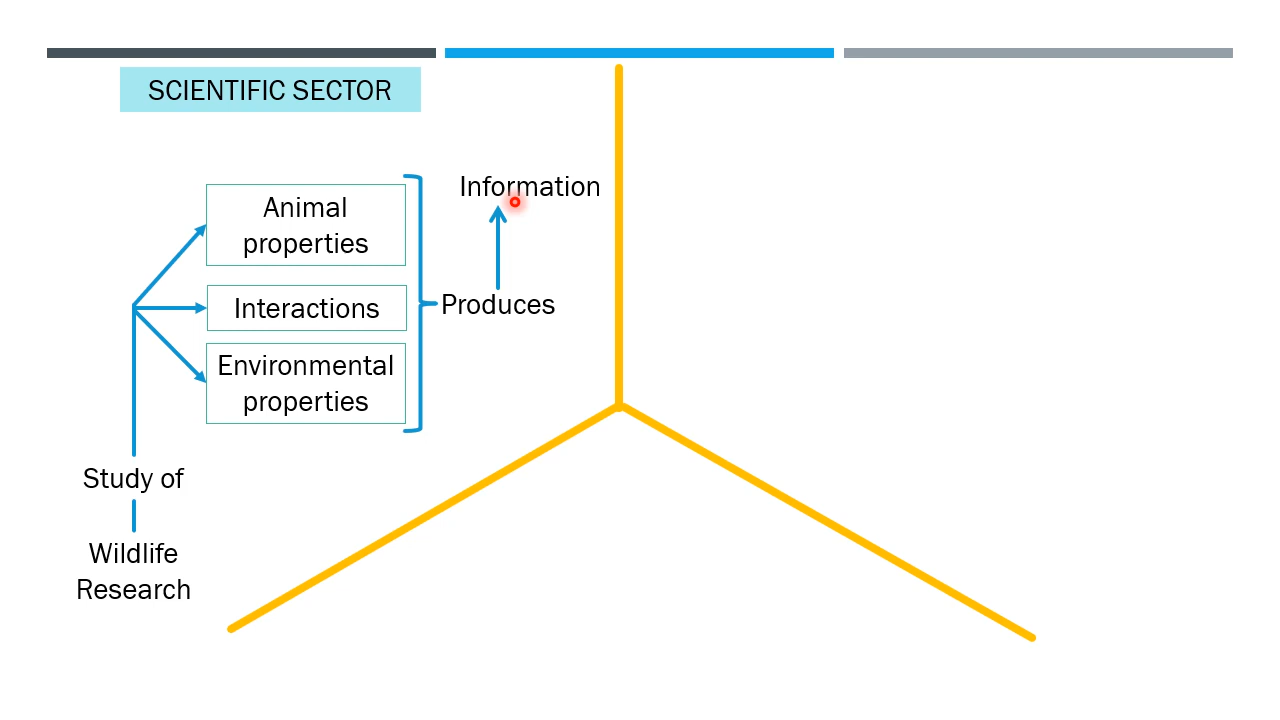 SCIENTIFIC SECTOR
Information
Animal
properties
Interactions
Produces
Environmental
properties
Study of
Wildlife
Research